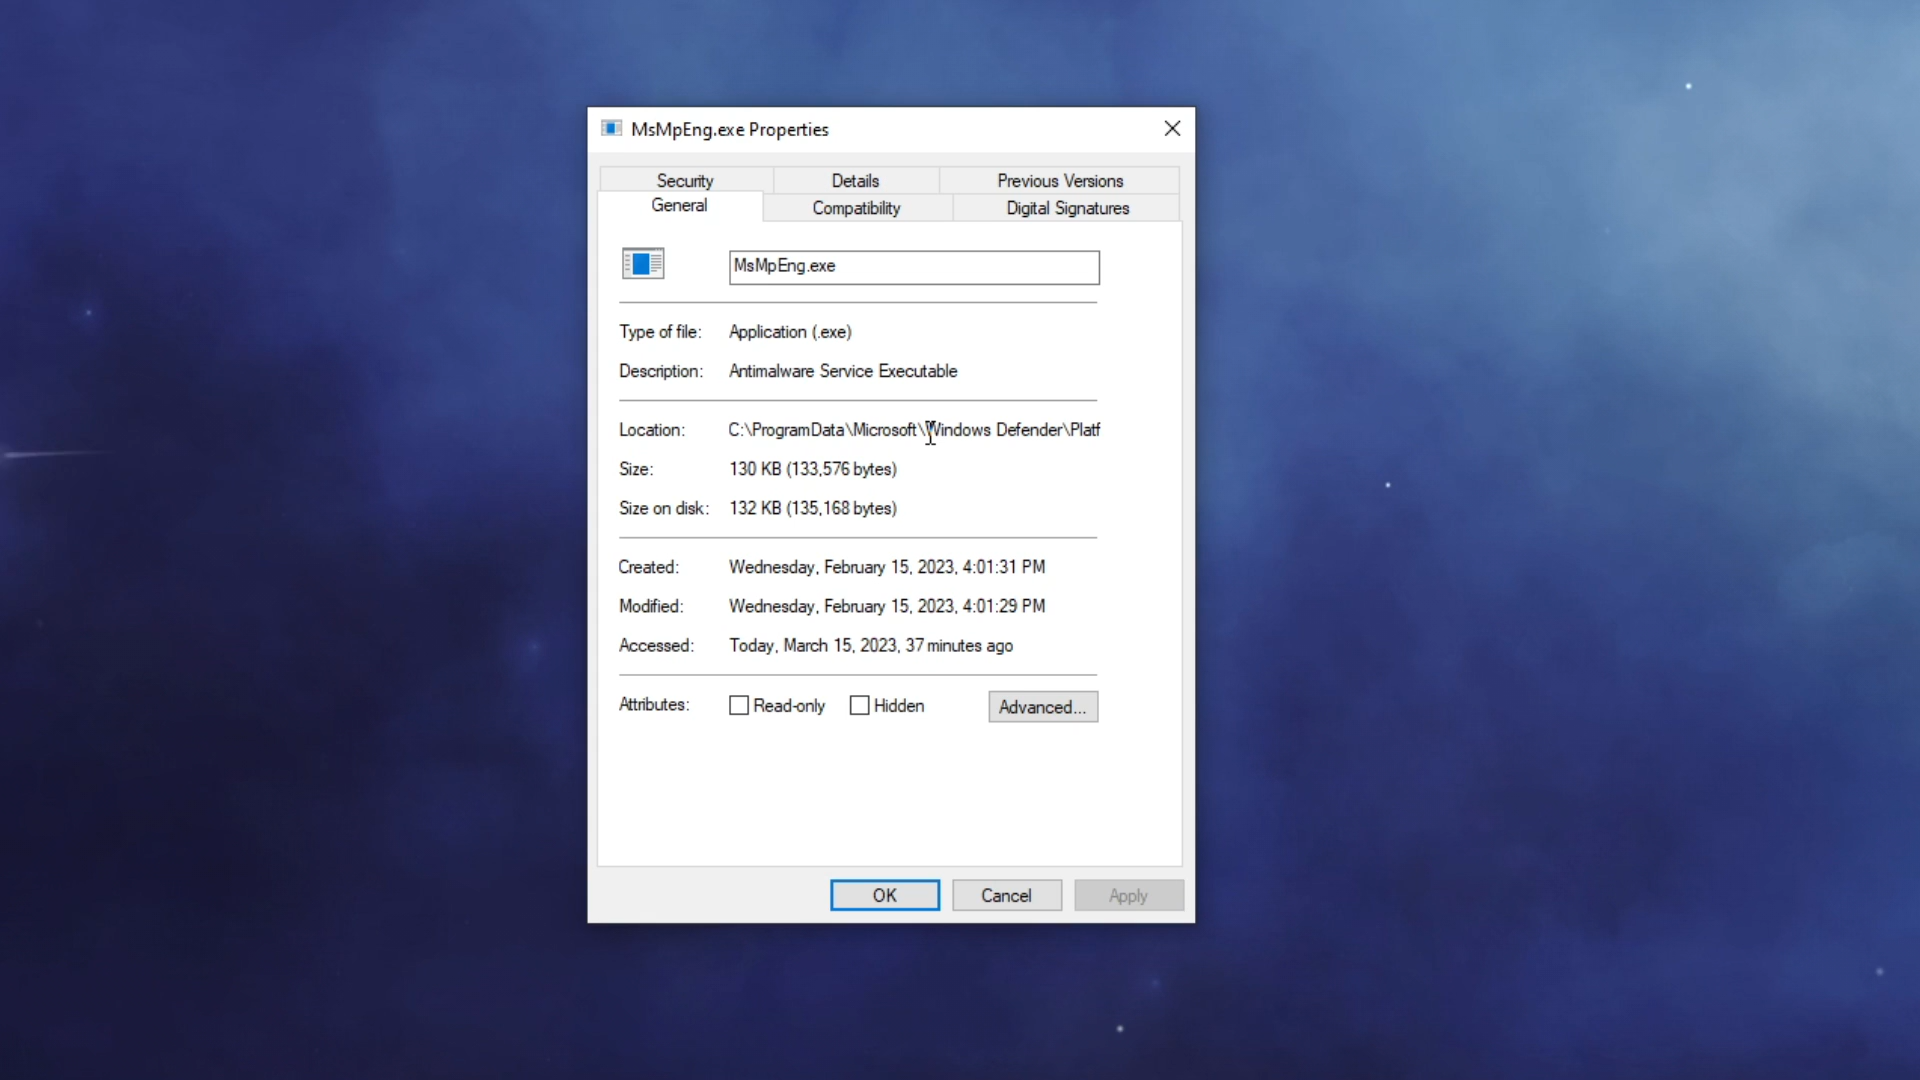 MsMpEng.exe Properties
Security Details Previous Versions
General Compatibility Digital Signatures
MsMpEng.exe
Type of file: Application (.exe)
Description: Antimalware Service Executable
Location: C:\ProgramData\Microsoft\Windows Defender\Platf
Size: 130 KB (133,576 bytes)
Size on disk: 132 KB (135,168 bytes)
Created: Wednesday, February 15, 2023, 4:01:31 PM
Modified: Wednesday, February 15, 2023, 4:01:29 PM
Accessed: Today, March 15, 2023, 37 minutes ago
Attributes: Read-only Hidden Advanced...
OK Cancel Apply